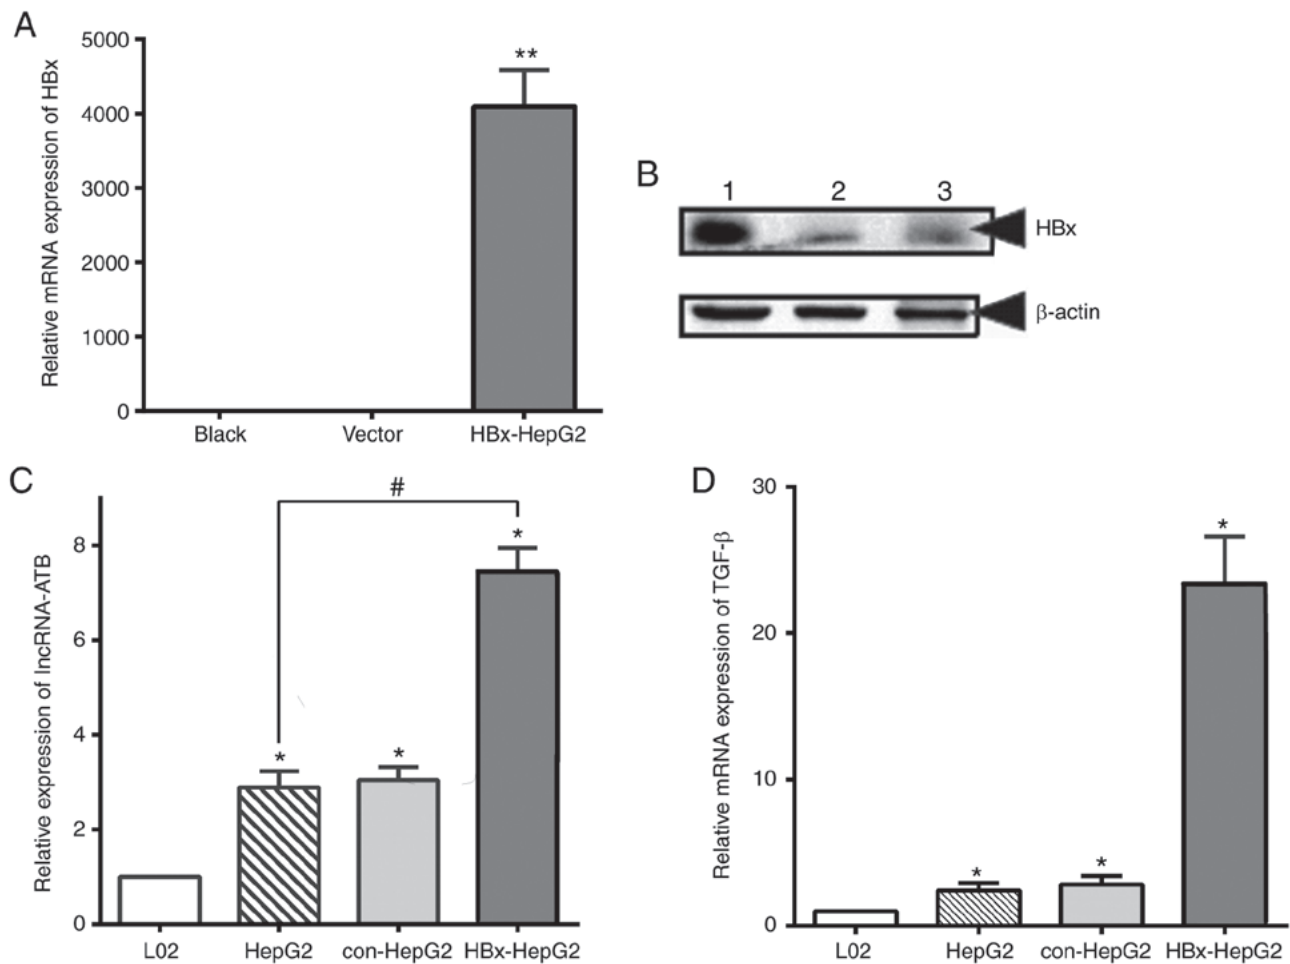 A
Relative mRNA expression of HBx
5000
4000
3000
2000
1000
0
**
Black Vector HBx-HepG2
B
1 2 3
HBx
β-actin
C
Relative expression of lncRNA-ATB
8
6
4
2
0
#
* * *
L02 HepG2 con-HepG2 HBx-HepG2
D
Relative mRNA expression of TGF-β
30
20
10
0
* * *
L02 HepG2 con-HepG2 HBx-HepG2